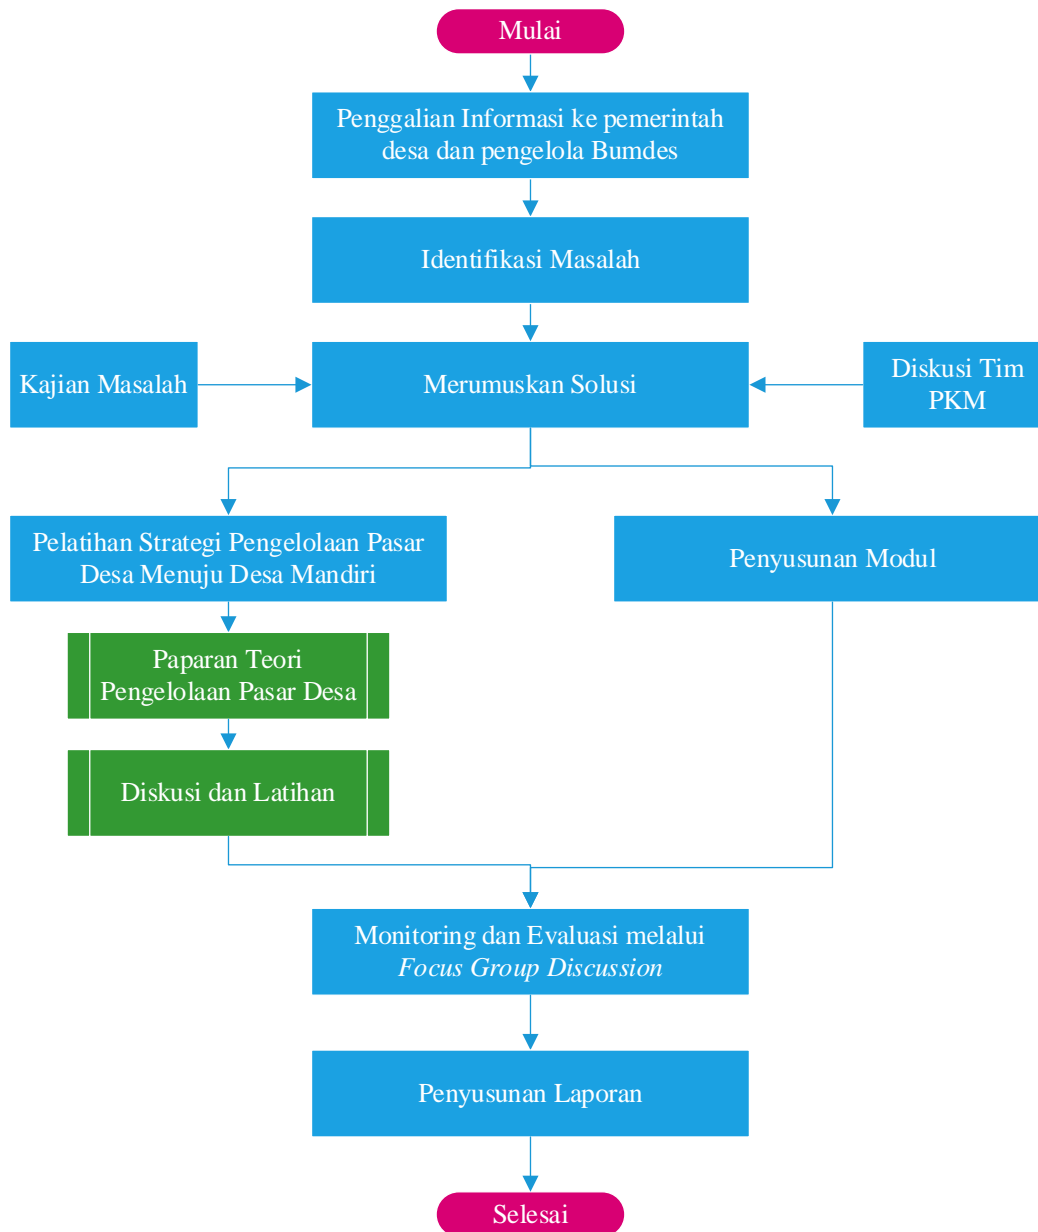 Mulai
Penggalian Informasi ke pemerintah
desa dan pengelola Bumdes
Identifikasi Masalah
Kajian Masalah
Merumuskan Solusi
Diskusi Tim
PKM
Pelatihan Strategi Pengelolaan Pasar
Desa Menuju Desa Mandiri
Penyusunan Modul
Paparan Teori
Pengelolaan Pasar Desa
Diskusi dan Latihan
Monitoring dan Evaluasi melalui
Focus Group Discussion
Penyusunan Laporan
Selesai